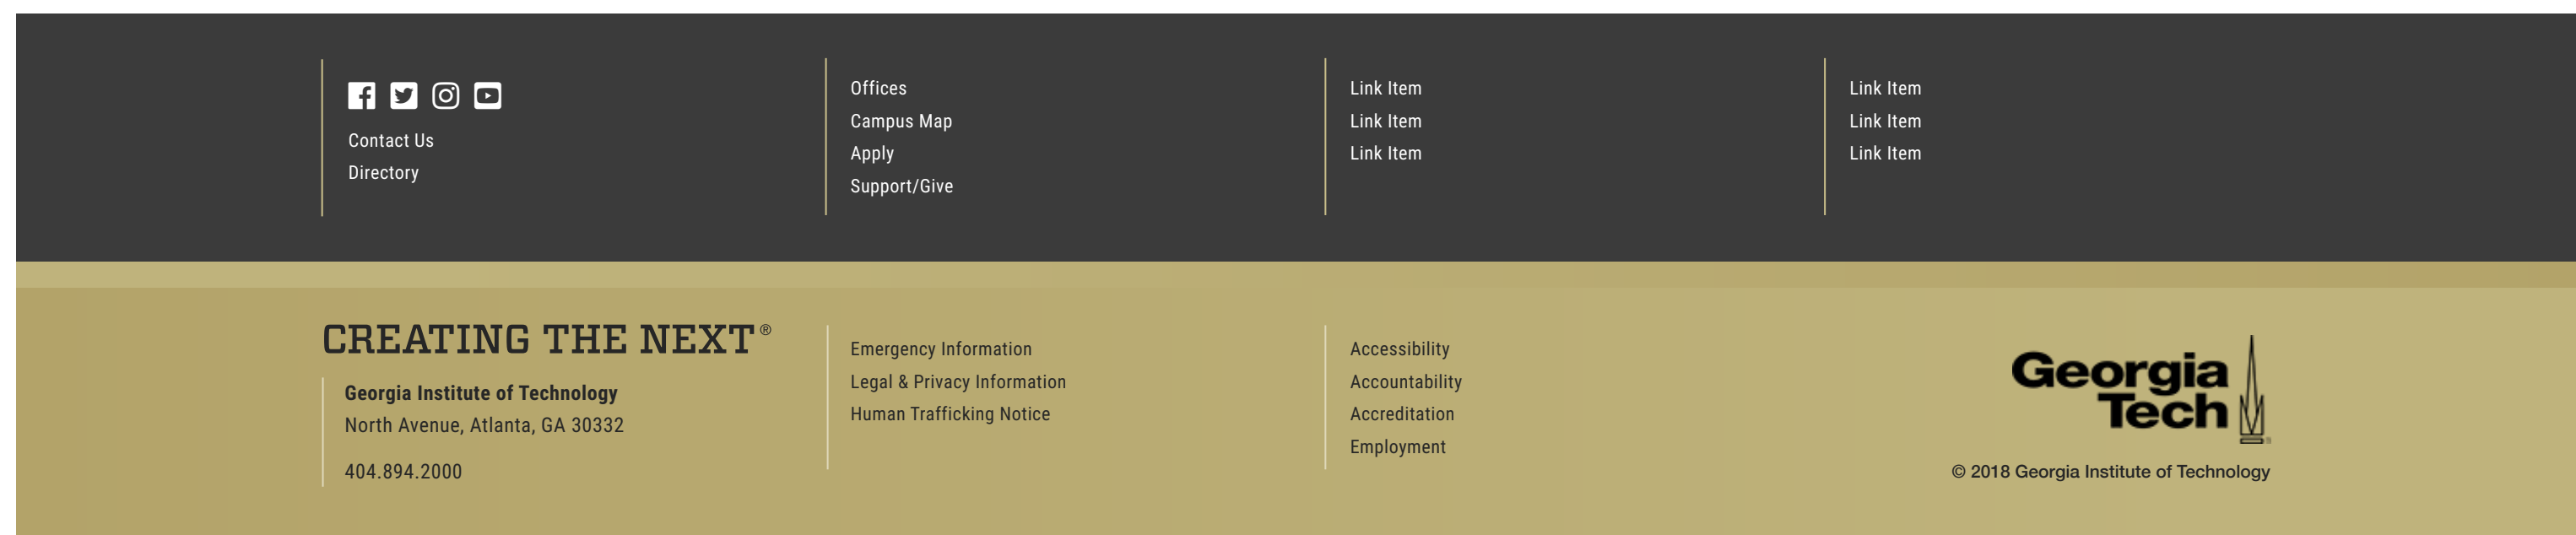 Contact Us
Directory
Offices
Campus Map
Apply
Support/Give
Link Item
Link Item
Link Item
Link Item
Link Item
Link Item
CREATING THE NEXT®
Georgia Institute of Technology
North Avenue, Atlanta, GA 30332
404.894.2000
Emergency Information
Legal & Privacy Information
Human Trafficking Notice
Accessibility
Accountability
Accreditation
Employment
Georgia
Tech
© 2018 Georgia Institute of Technology